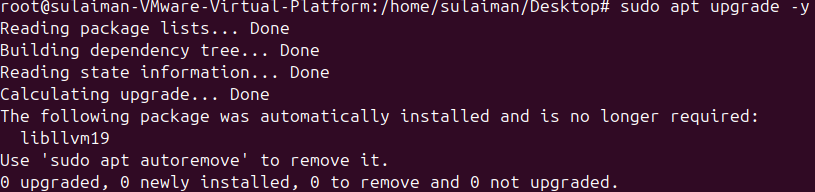 root@sulaiman-VMware-Virtual-Platform:/home/sulaiman/Desktop# sudo apt upgrade -y
Reading package lists... Done
Building dependency tree... Done
Reading state information... Done
Calculating upgrade... Done
The following package was automatically installed and is no longer required:
  libllvm19
Use 'sudo apt autoremove' to remove it.
0 upgraded, 0 newly installed, 0 to remove and 0 not upgraded.